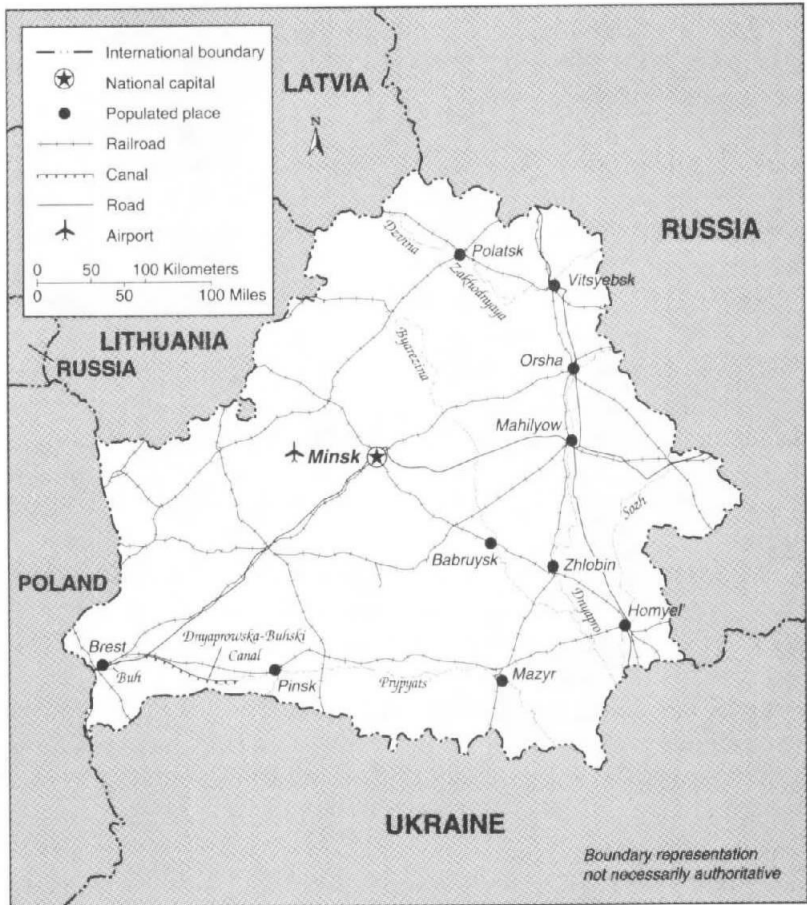 International boundary
National capital
Populated place
Railroad
Canal
Road
Airport
0 50 100 Kilometers
0 50 100 Miles
LATVIA
N
RUSSIA
LITHUANIA
RUSSIA
POLAND
UKRAINE
Dzvina
Zakhodnyaya
Polatsk
Vitsyebsk
Byarezina
Orsha
Mahilyow
Minsk
Sozh
Babruysk
Zhlobin
Dnyapro
Homyel'
Brest
Buh
Dnyaprowska-Buhski
Canal
Pinsk
Prypyats
Mazyr
Boundary representation
not necessarily authoritative